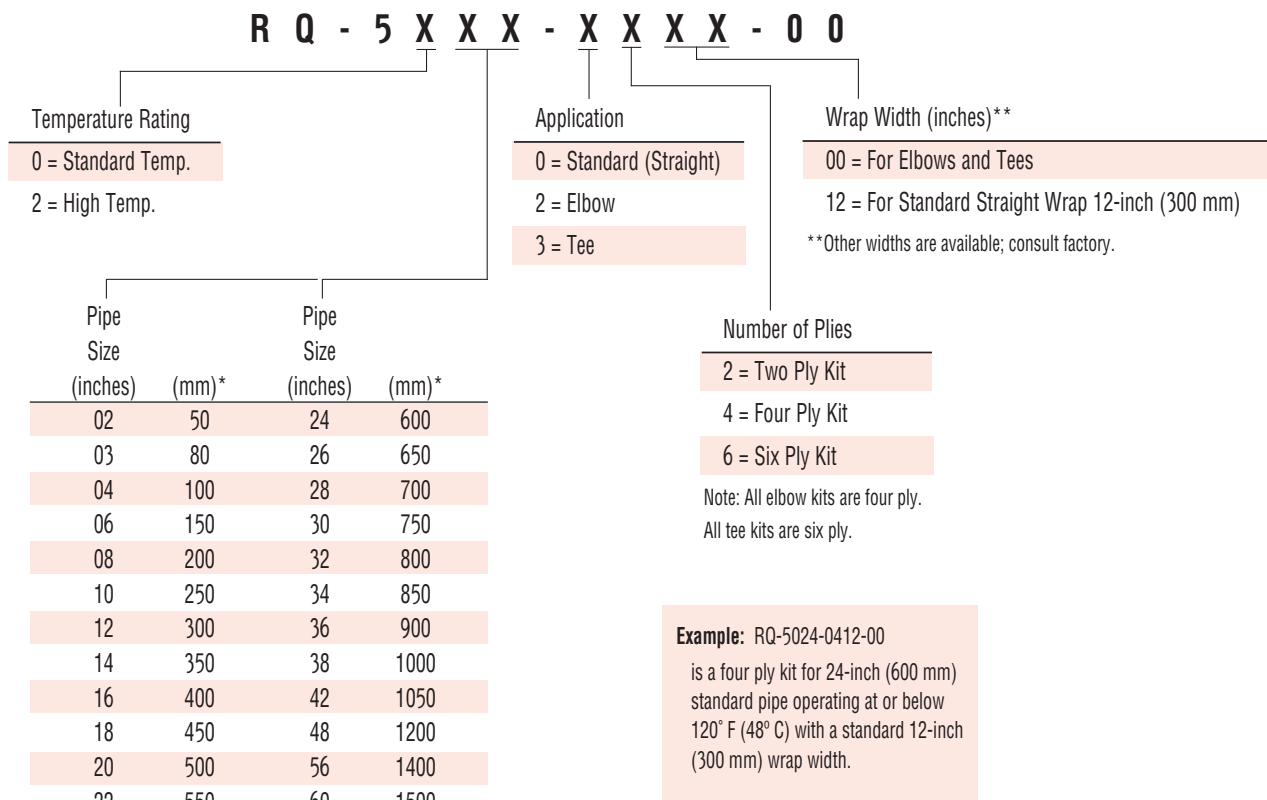 R Q - 5 X X X - X X X X - 0 0
Temperature Rating
0 = Standard Temp.
2 = High Temp.
Application
0 = Standard (Straight)
2 = Elbow
3 = Tee
Wrap Width (inches)**
00 = For Elbows and Tees
12 = For Standard Straight Wrap 12-inch (300 mm)
**Other widths are available; consult factory.
Pipe Pipe
Size Size
(inches) (mm)* (inches) (mm)*
02 50 24 600
03 80 26 650
04 100 28 700
06 150 30 750
08 200 32 800
10 250 34 850
12 300 36 900
14 350 38 1000
16 400 42 1050
18 450 48 1200
20 500 56 1400
22 550 60 1500
Number of Plies
2 = Two Ply Kit
4 = Four Ply Kit
6 = Six Ply Kit
Note: All elbow kits are four ply.
All tee kits are six ply.
Example: RQ-5024-0412-00
is a four ply kit for 24-inch (600 mm)
standard pipe operating at or below
120˚ F (48º C) with a standard 12-inch
(300 mm) wrap width.